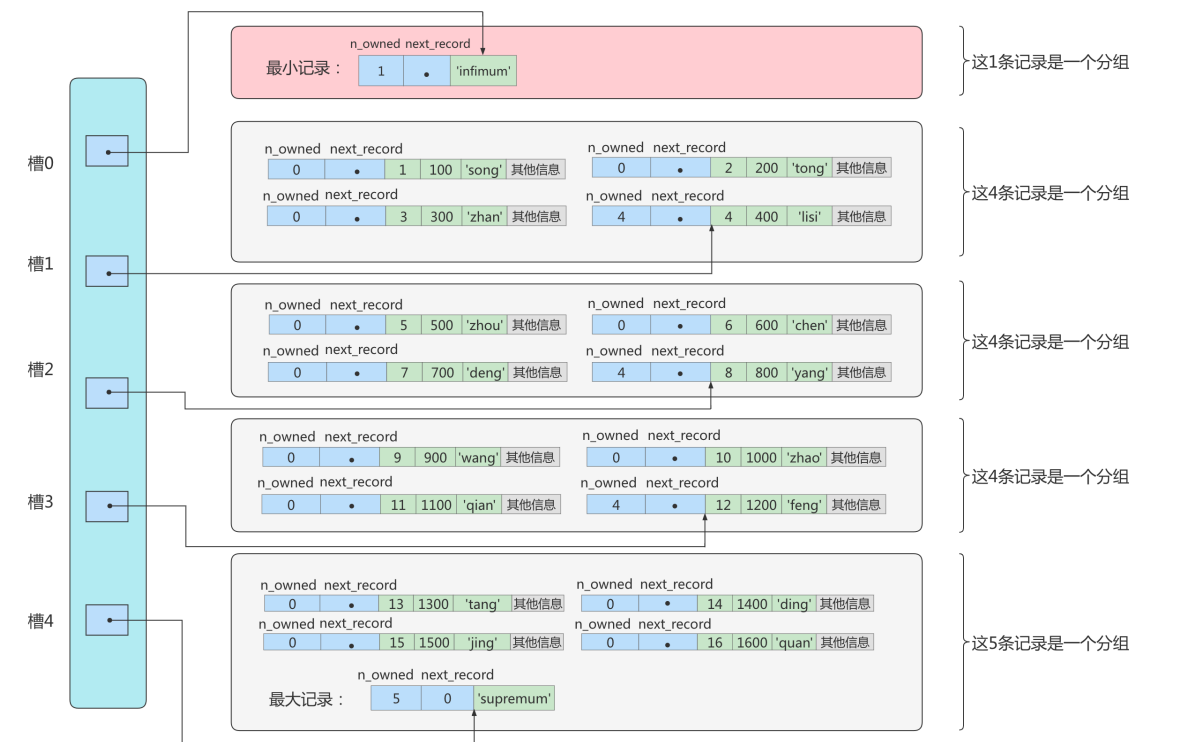 n_owned next_record
最小记录： 1 'infimum'
这1条记录是一个分组
槽0
n_owned next_record n_owned next_record
0 1 100 'song' 其他信息 0 2 200 'tong' 其他信息
n_owned next_record n_owned next_record
0 3 300 'zhan' 其他信息 4 4 400 'lisi' 其他信息
这4条记录是一个分组
槽1
n_owned next_record n_owned next_record
0 5 500 'zhou' 其他信息 0 6 600 'chen' 其他信息
n_owned next_record n_owned next_record
0 7 700 'deng' 其他信息 4 8 800 'yang' 其他信息
这4条记录是一个分组
槽2
n_owned next_record n_owned next_record
0 9 900 'wang' 其他信息 0 10 1000 'zhao' 其他信息
n_owned next_record n_owned next_record
0 11 1100 'qian' 其他信息 4 12 1200 'feng' 其他信息
这4条记录是一个分组
槽3
n_owned next_record n_owned next_record
0 13 1300 'tang' 其他信息 0 14 1400 'ding' 其他信息
n_owned next_record n_owned next_record
0 15 1500 'jing' 其他信息 0 16 1600 'quan' 其他信息
这5条记录是一个分组
槽4
n_owned next_record
最大记录： 5 0 'supremum'